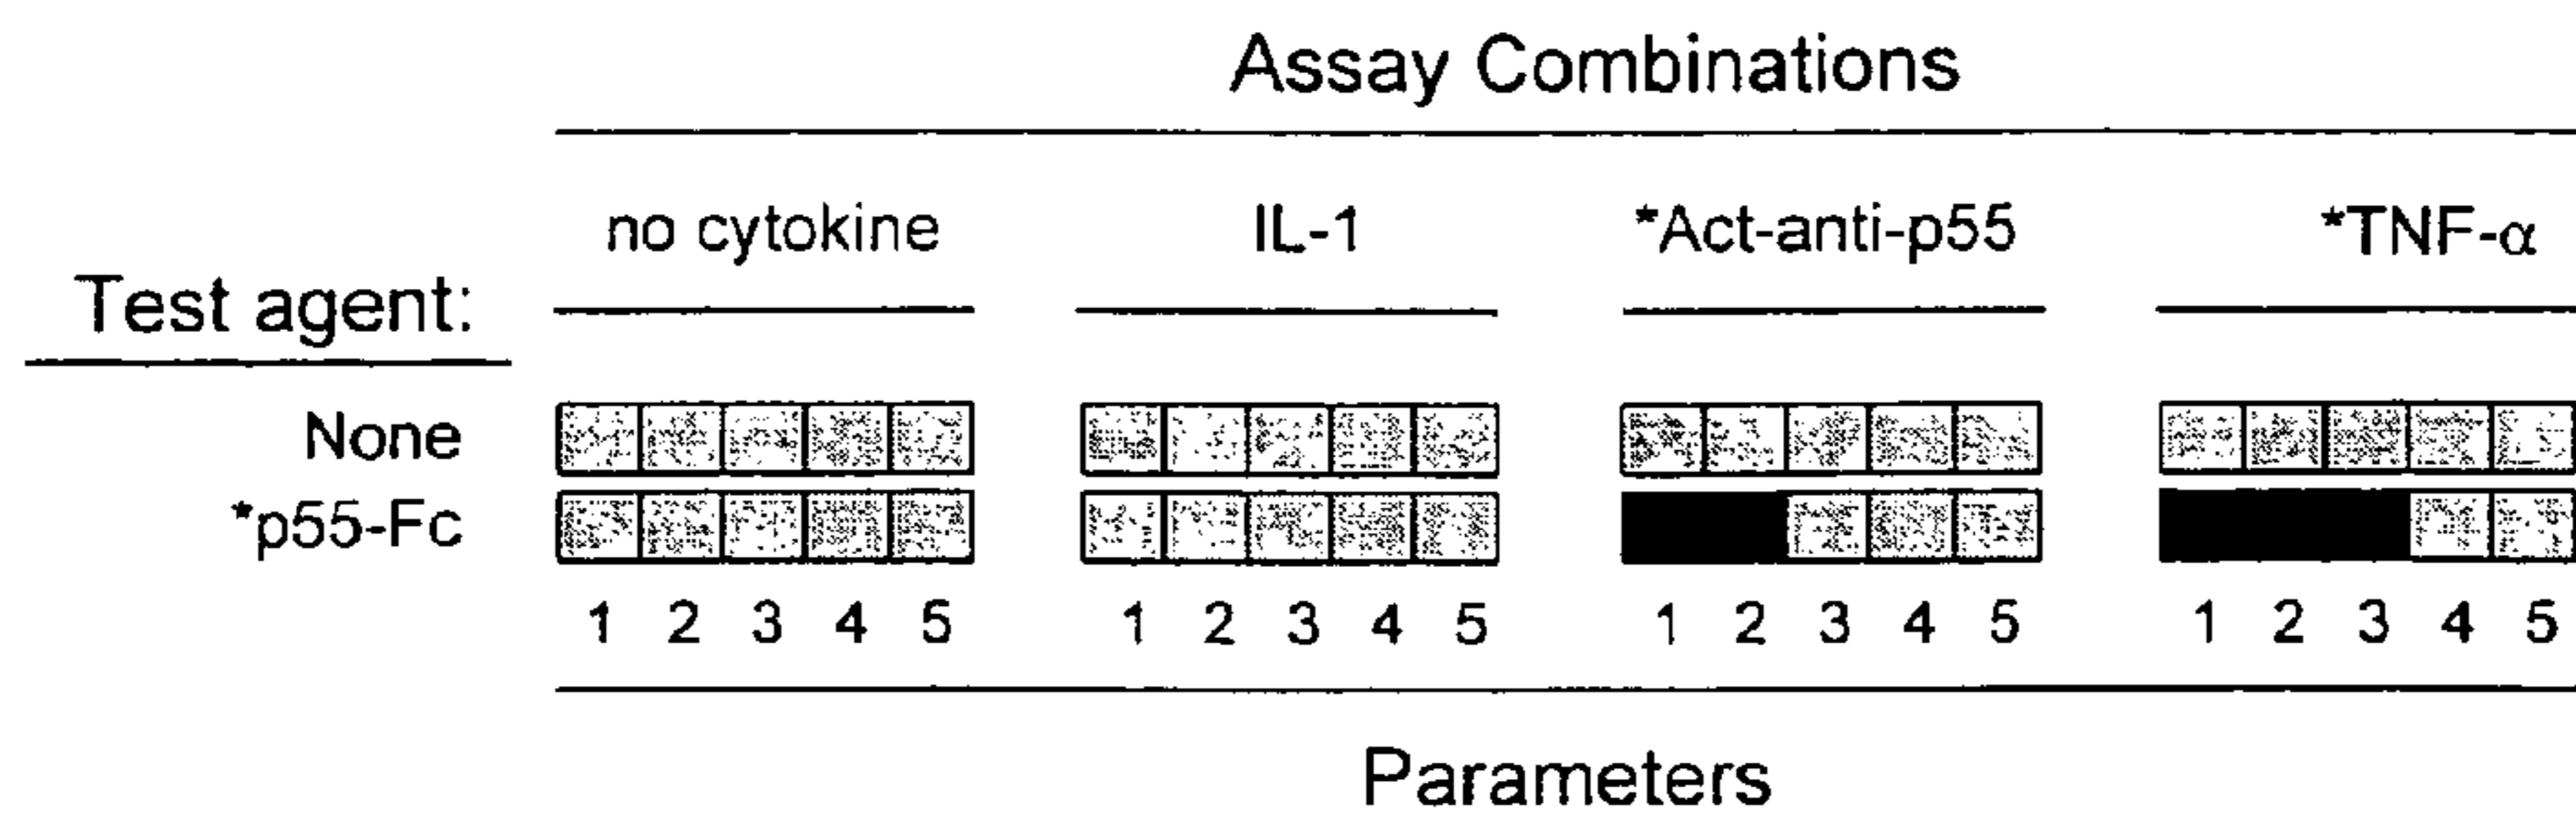 Assay Combinations
no cytokine IL-1 *Act-anti-p55 *TNF-α
Test agent:
None
*p55-Fc
1 2 3 4 5 1 2 3 4 5 1 2 3 4 5 1 2 3 4 5
Parameters